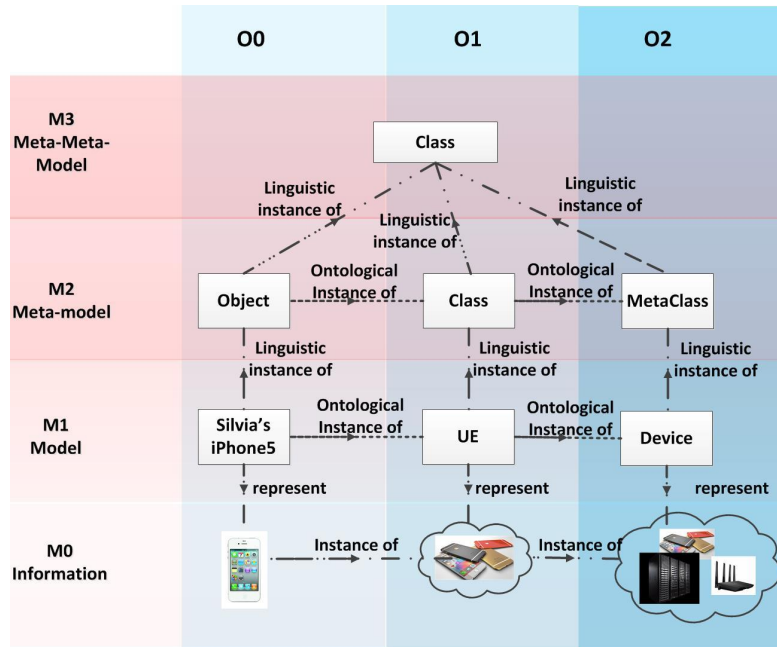 O0
O1
O2
M3
Meta-Meta-
Model
Class
Linguistic
instance of
Linguistic
instance of
Linguistic
instance of
M2
Meta-model
Object
Ontological
Instance of
Class
Ontological
Instance of
MetaClass
Linguistic
instance of
Linguistic
instance of
Linguistic
instance of
M1
Model
Silvia's
iPhone5
Ontological
Instance of
UE
Ontological
Instance of
Device
represent
represent
represent
M0
Information
Instance of
Instance of